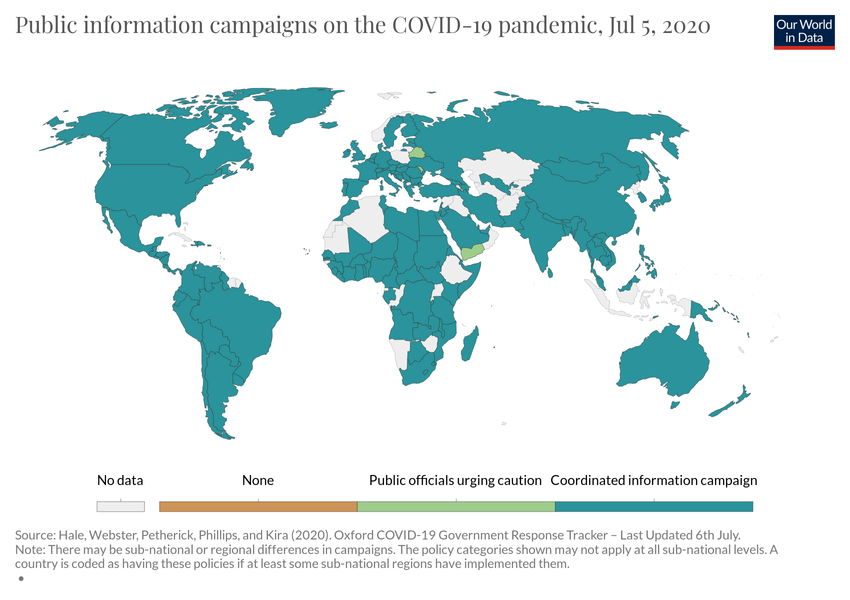 Public information campaigns on the COVID-19 pandemic, Jul 5, 2020
Our World
in Data
No data
None
Public officials urging caution
Coordinated information campaign
Source: Hale, Webster, Petherick, Phillips, and Kira (2020). Oxford COVID-19 Government Response Tracker – Last Updated 6th July.
Note: There may be sub-national or regional differences in campaigns. The policy categories shown may not apply at all sub-national levels. A
country is coded as having these policies if at least some sub-national regions have implemented them.